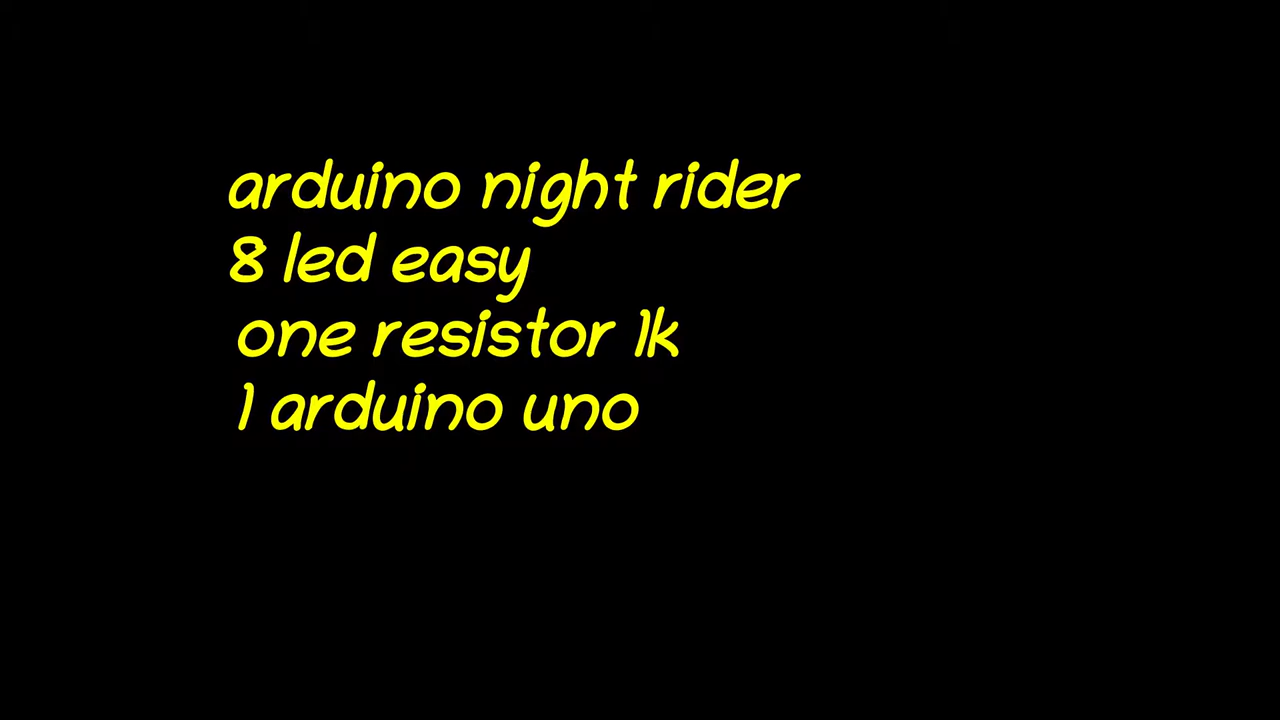 arduino night rider
8 led easy
one resistor 1k
1 arduino uno